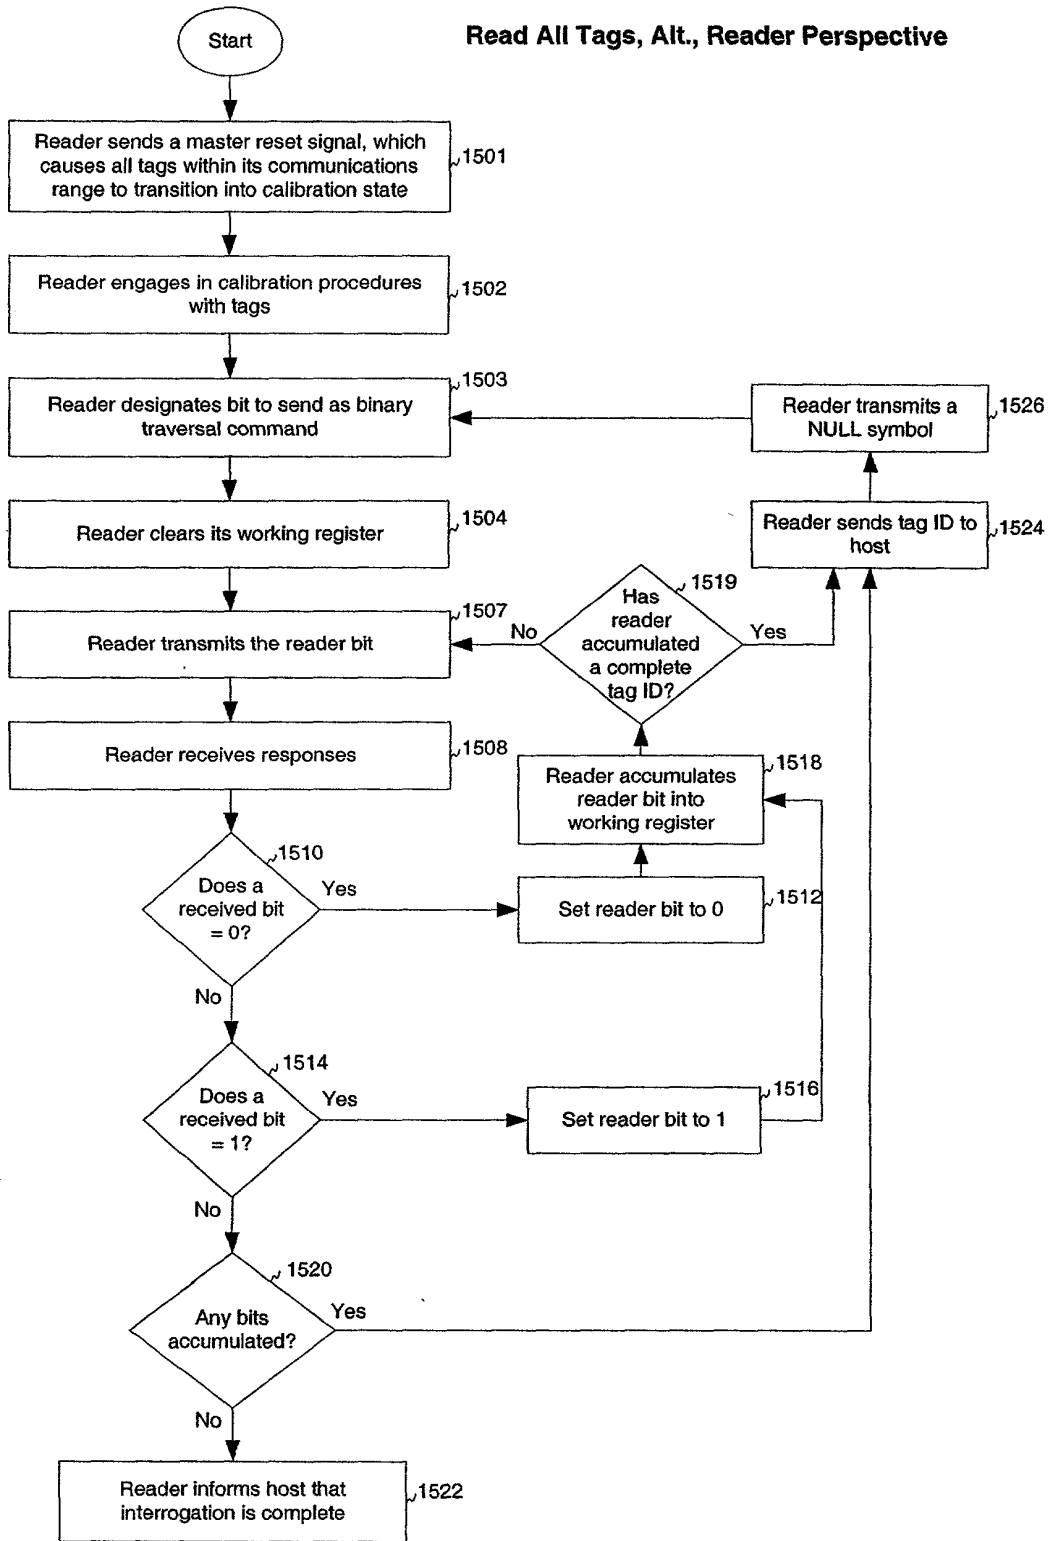 Start
Read All Tags, Alt., Reader Perspective
Reader sends a master reset signal, which
causes all tags within its communications
range to transition into calibration state
1501
Reader engages in calibration procedures
with tags
1502
Reader designates bit to send as binary
traversal command
1503
Reader transmits a
NULL symbol
1526
Reader clears its working register
1504
Reader sends tag ID to
host
1524
Reader transmits the reader bit
1507
No
Has
reader
accumulated
a complete
tag ID?
1519
Yes
Reader receives responses
1508
Reader accumulates
reader bit into
working register
1518
Does a
received bit
= 0?
1510
Yes
Set reader bit to 0
1512
No
Does a
received bit
= 1?
1514
Yes
Set reader bit to 1
1516
No
Any bits
accumulated?
1520
Yes
No
Reader informs host that
interrogation is complete
1522